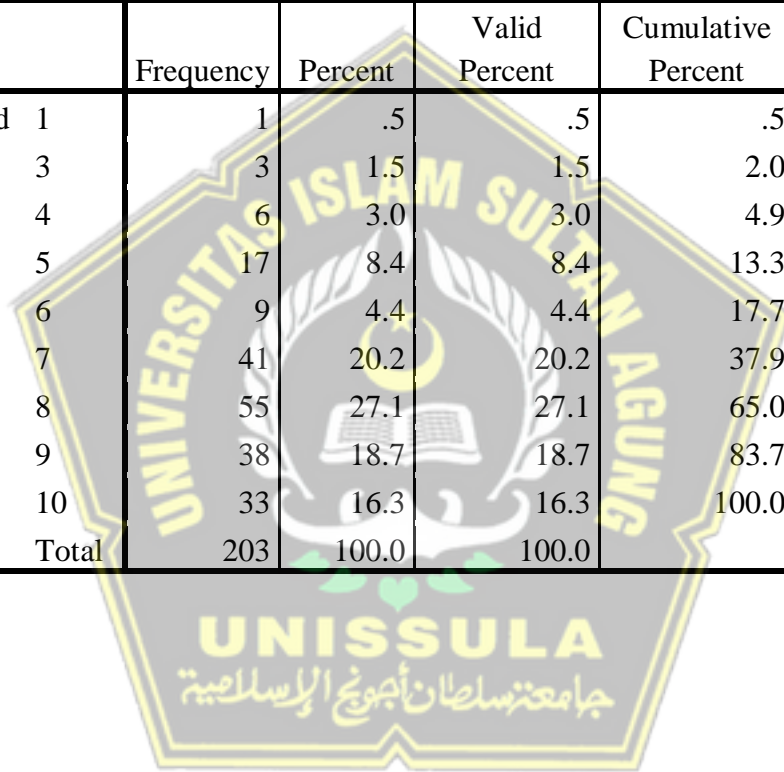 Valid Cumulative
Frequency Percent Percent Percent
d 1 1 .5 .5 .5
3 3 1.5 1.5 2.0
4 6 3.0 3.0 4.9
5 17 8.4 8.4 13.3
6 9 4.4 4.4 17.7
7 41 20.2 20.2 37.9
8 55 27.1 27.1 65.0
9 38 18.7 18.7 83.7
10 33 16.3 16.3 100.0
Total 203 100.0 100.0
UNIVERSITAS ISLAM SULTAN AGUNG
UNISSULA
جامعة سلطان أجونج الإسلامية